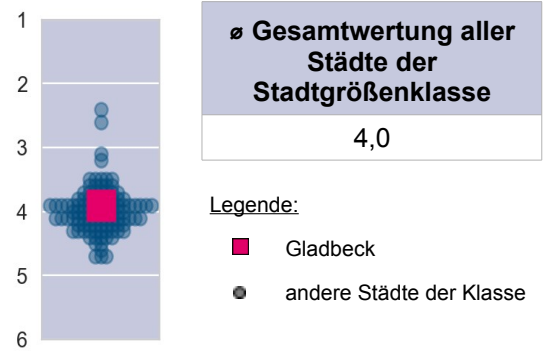 1
2
3
4
5
6
⌀ Gesamtwertung aller
Städte der
Stadtgrößenklasse
4,0
Legende:
Gladbeck
andere Städte der Klasse